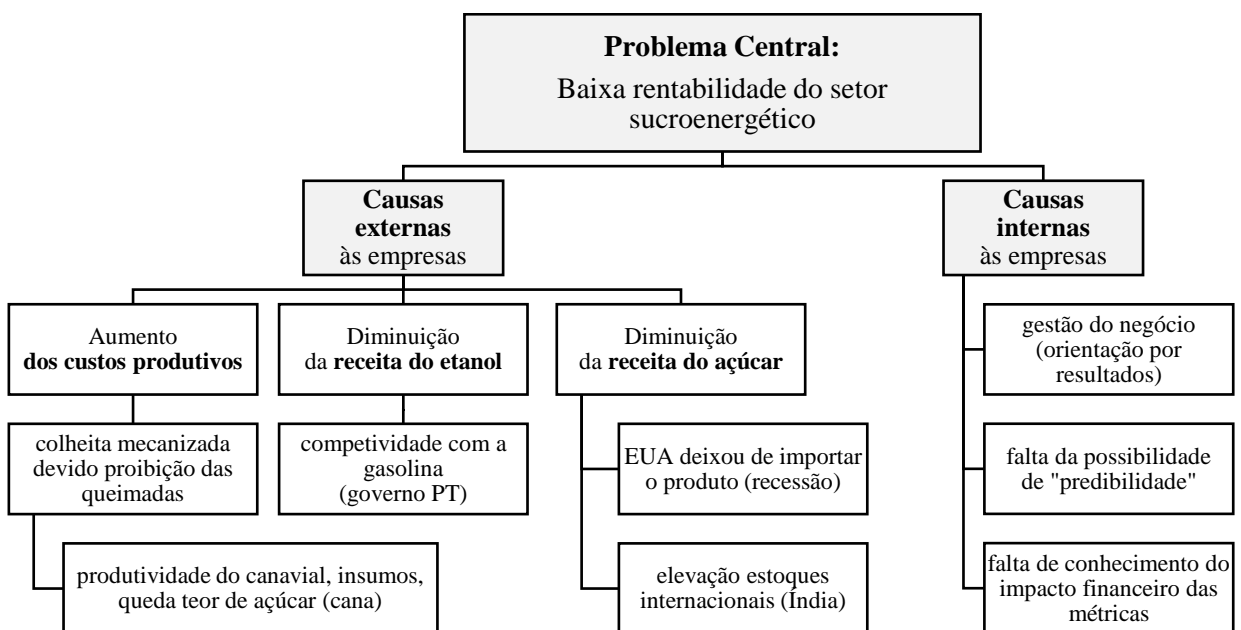 Problema Central:
Baixa rentabilidade do setor
sucroenergético
Causas
externas
às empresas
Causas
internas
às empresas
Aumento
dos custos produtivos
Diminuição
da receita do etanol
Diminuição
da receita do açúcar
gestão do negócio
(orientação por
resultados)
colheita mecanizada
devido proibição das
queimadas
competividade com a
gasolina
(governo PT)
EUA deixou de importar
o produto (recessão)
falta da possibilidade
de "predibilidade"
produtividade do canavial, insumos,
queda teor de açúcar (cana)
elevação estoques
internacionais (Índia)
falta de conhecimento do
impacto financeiro das
métricas